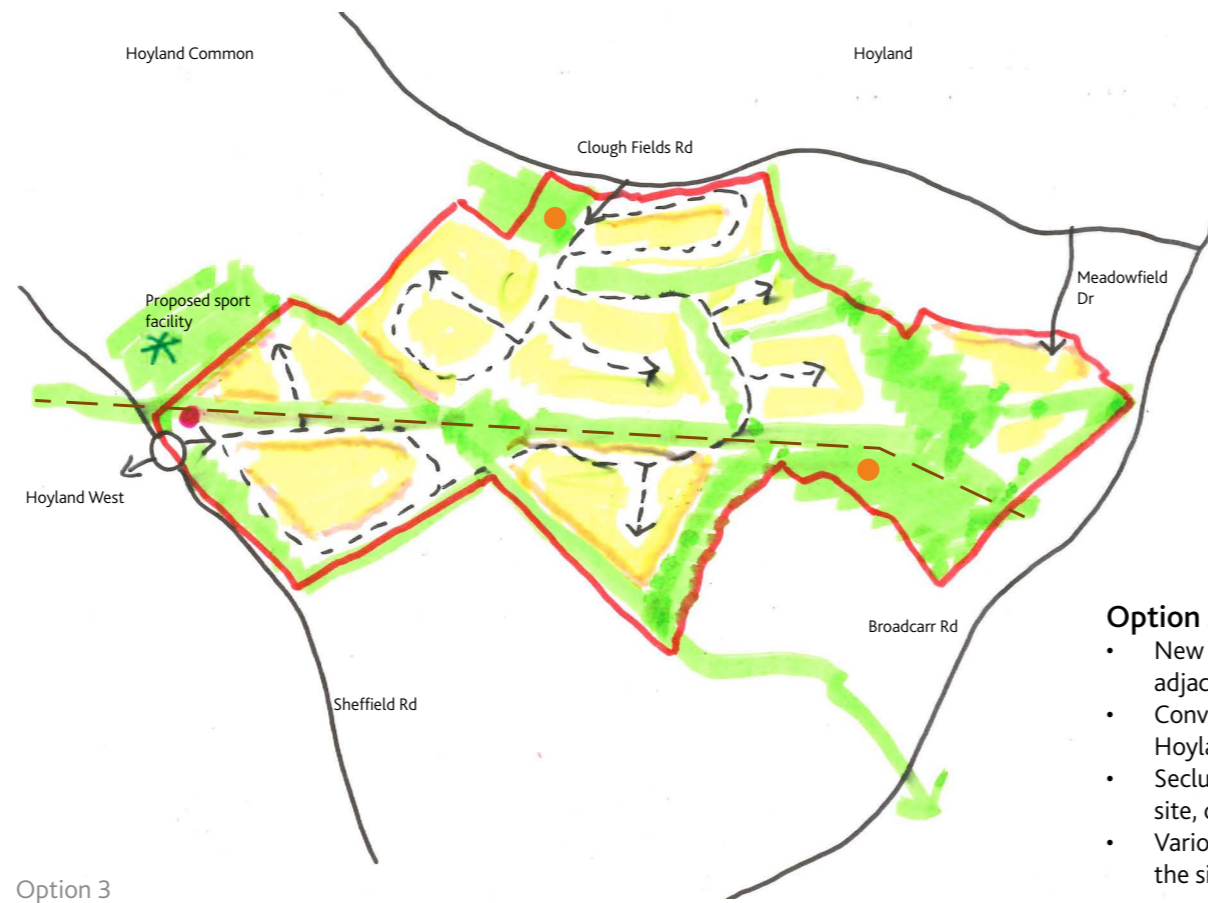 Hoyland Common
Hoyland
Clough Fields Rd
Meadowfield
Dr
Proposed sport
facility
Hoyland West
Broadcarr Rd
Sheffield Rd
Option
• New
adjac
• Conv
Hoyla
• Seclu
site, 
• Vario
the si
Option 3